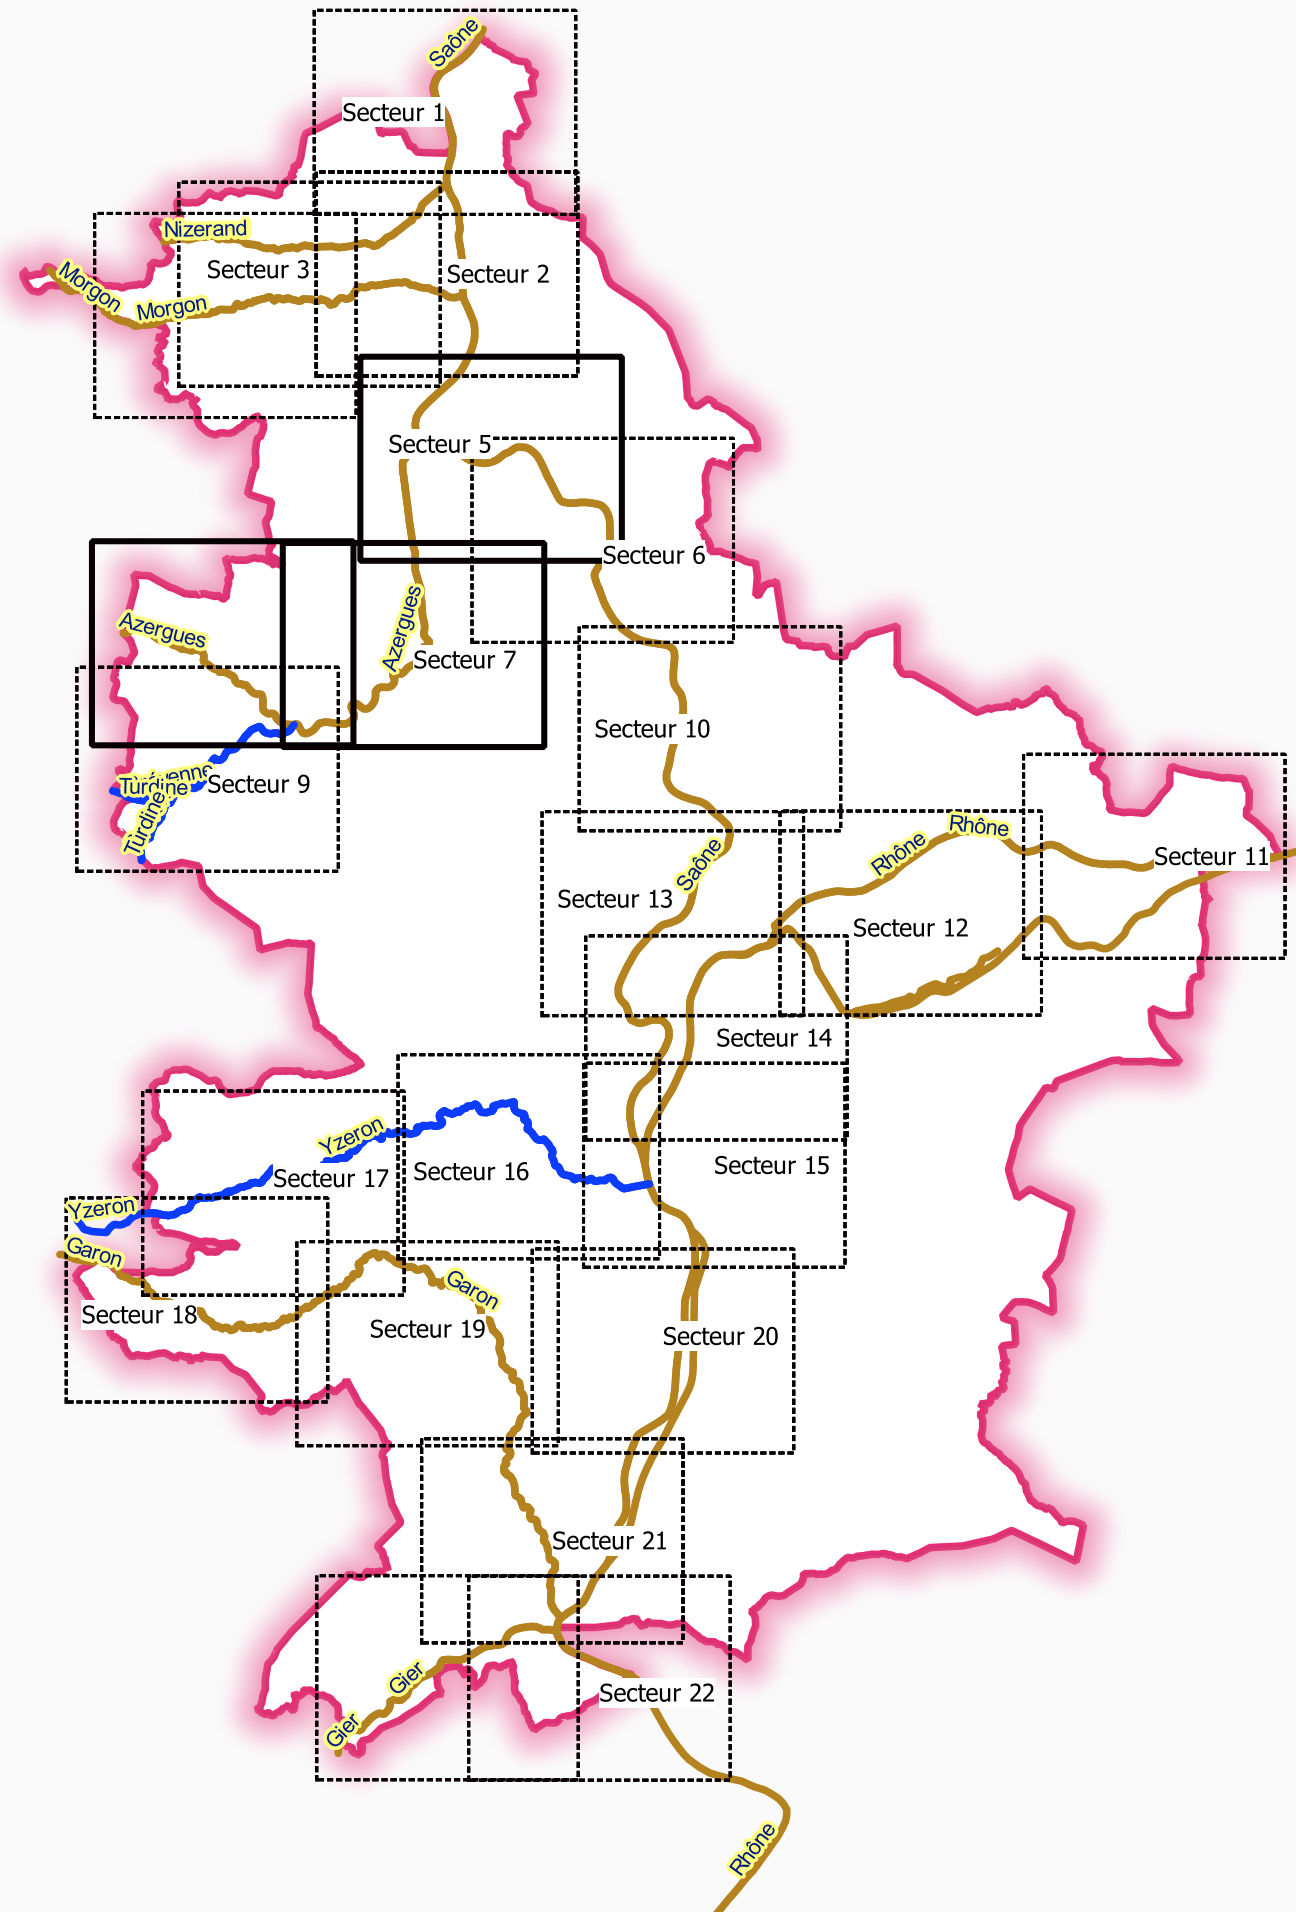 Saône
Secteur 1
Nizerand
Secteur 3
Secteur 2
Morgon
Morgon
Secteur 5
Secteur 6
Azergues
Azergues
Secteur 7
Secteur 10
Turdine
Secteur 9
Turdine
Rhône
Rhône
Secteur 11
Saône
Secteur 13
Secteur 12
Secteur 14
Yzeron
Secteur 15
Secteur 16
Secteur 17
Yzeron
Garon
Garon
Secteur 18
Secteur 19
Secteur 20
Secteur 21
Gier
Secteur 22
Gier
Rhône